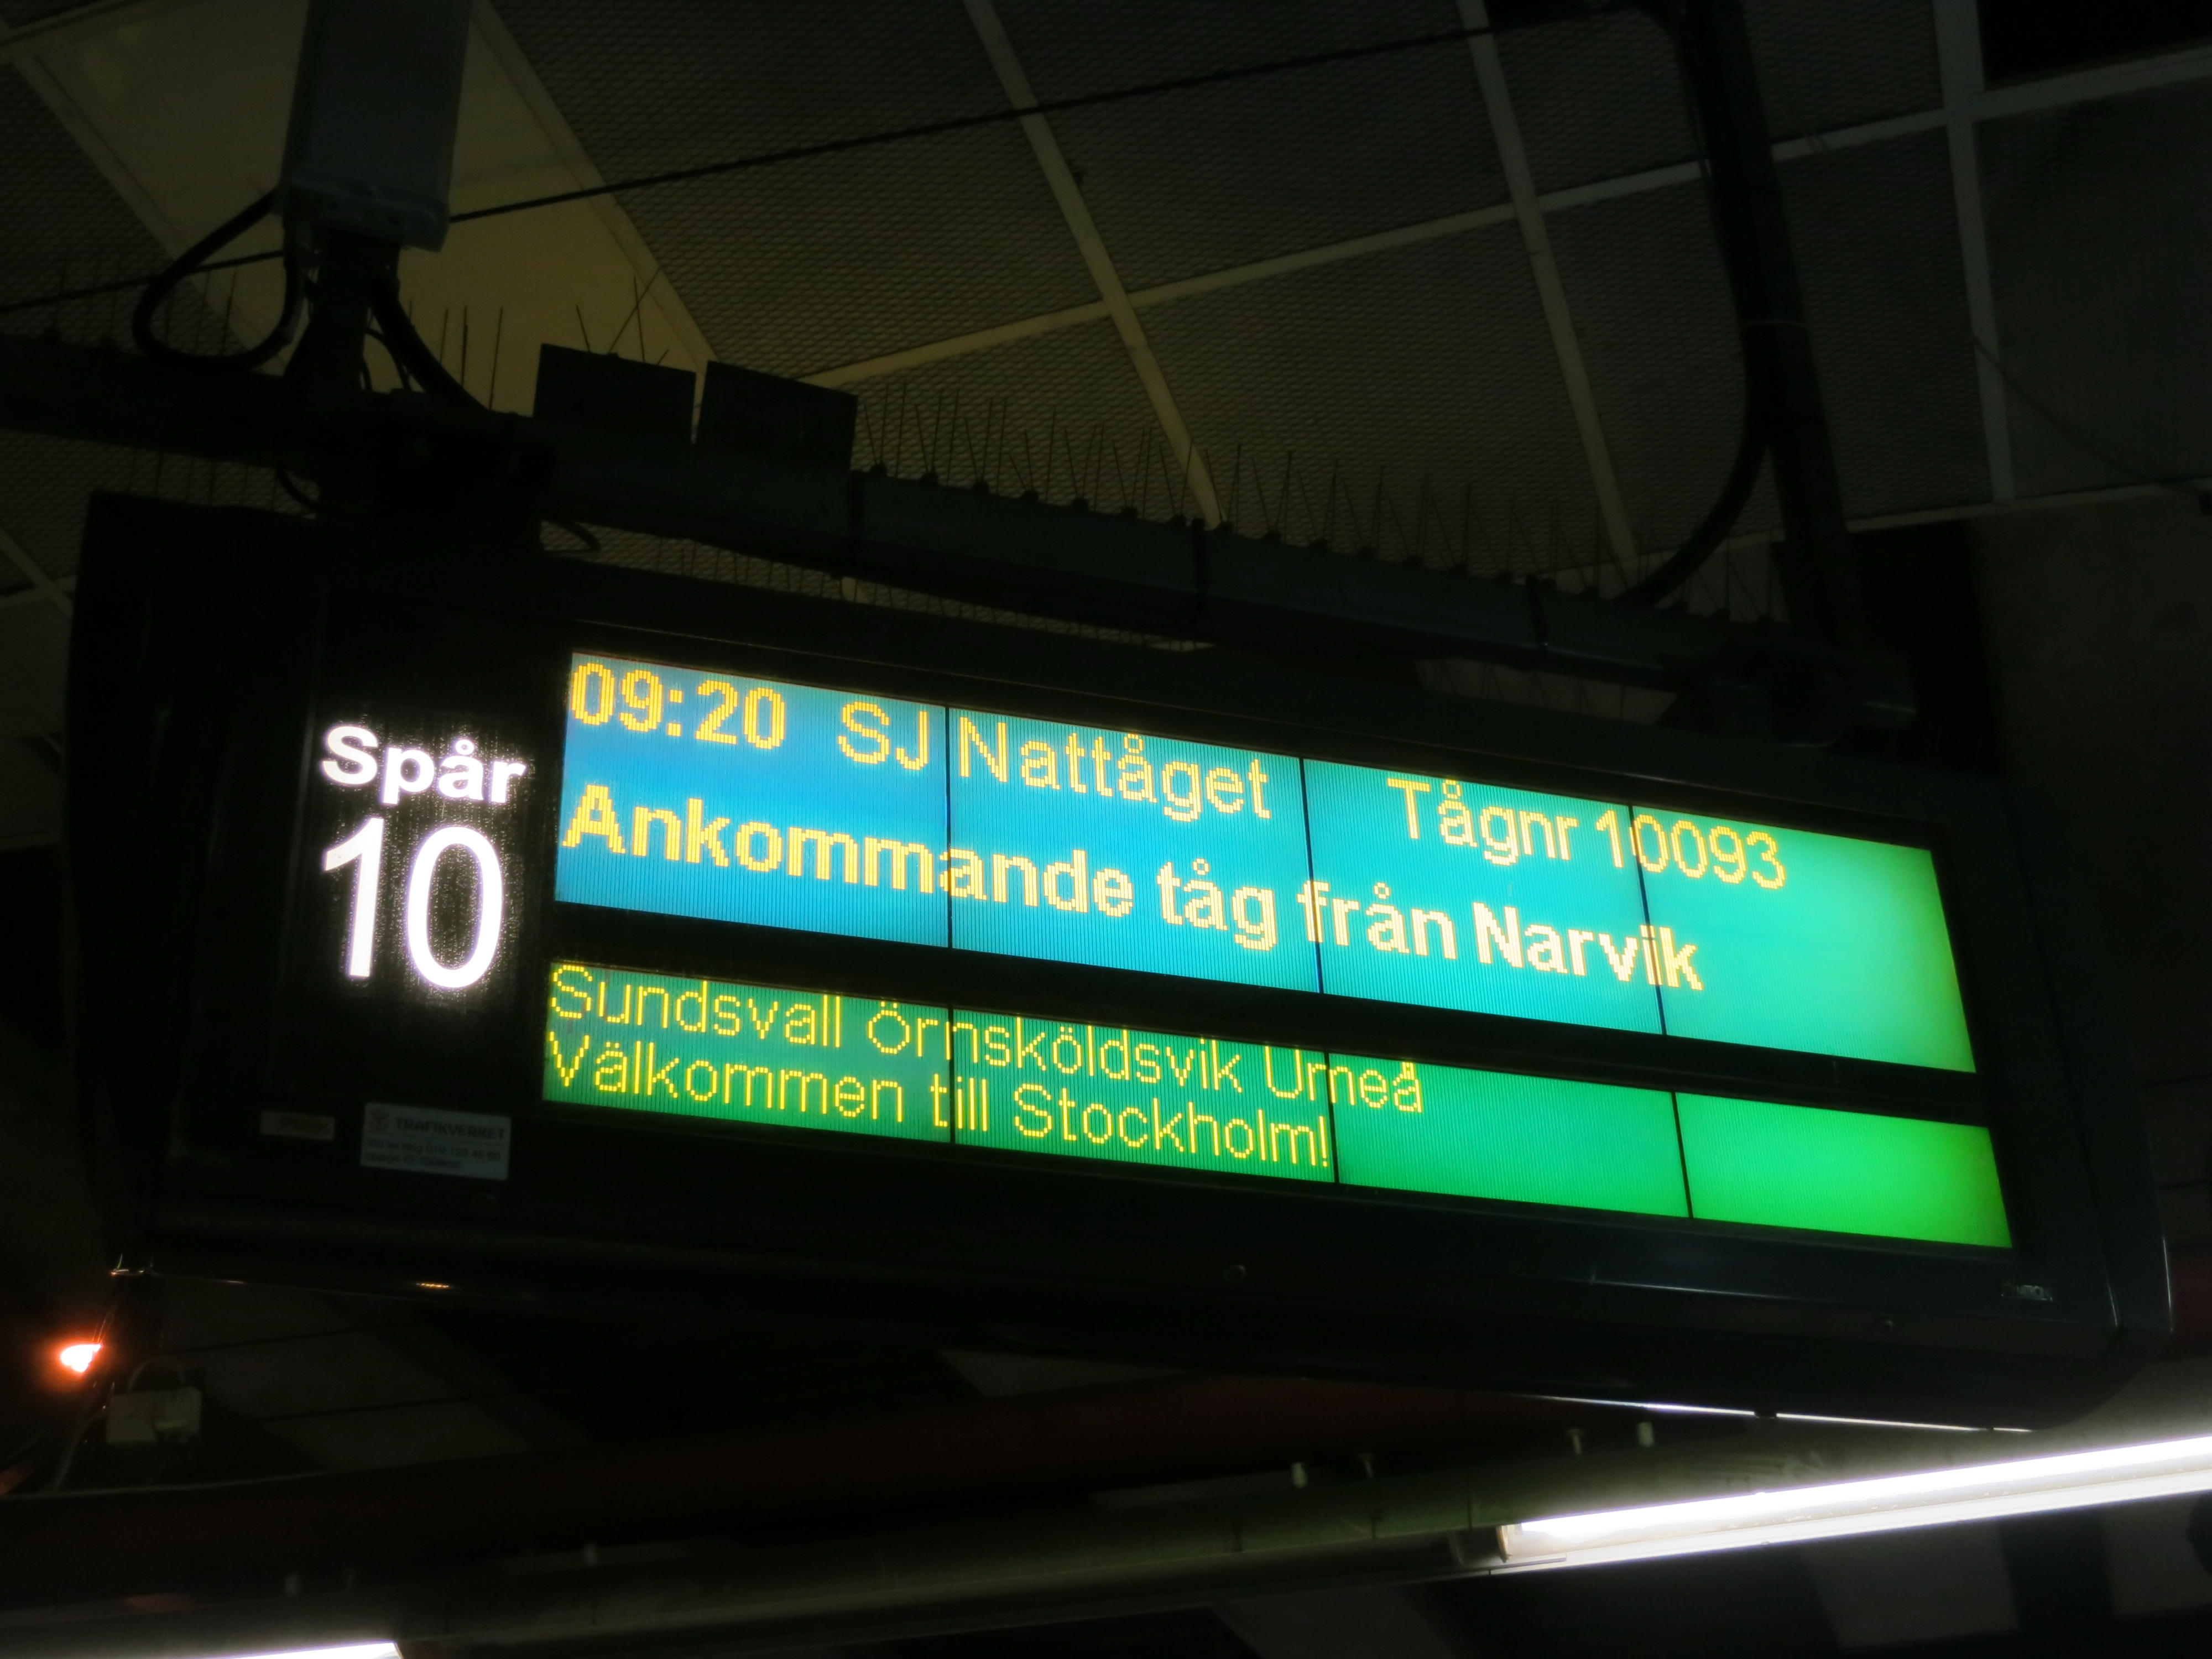 Spår
10
09:20 SJ Nattåget Tågnr 10093
Ankommande tåg från Narvik
Sundsvall Örnsköldsvik Umeå
Välkommen till Stockholm!
TRAFIKVERKET